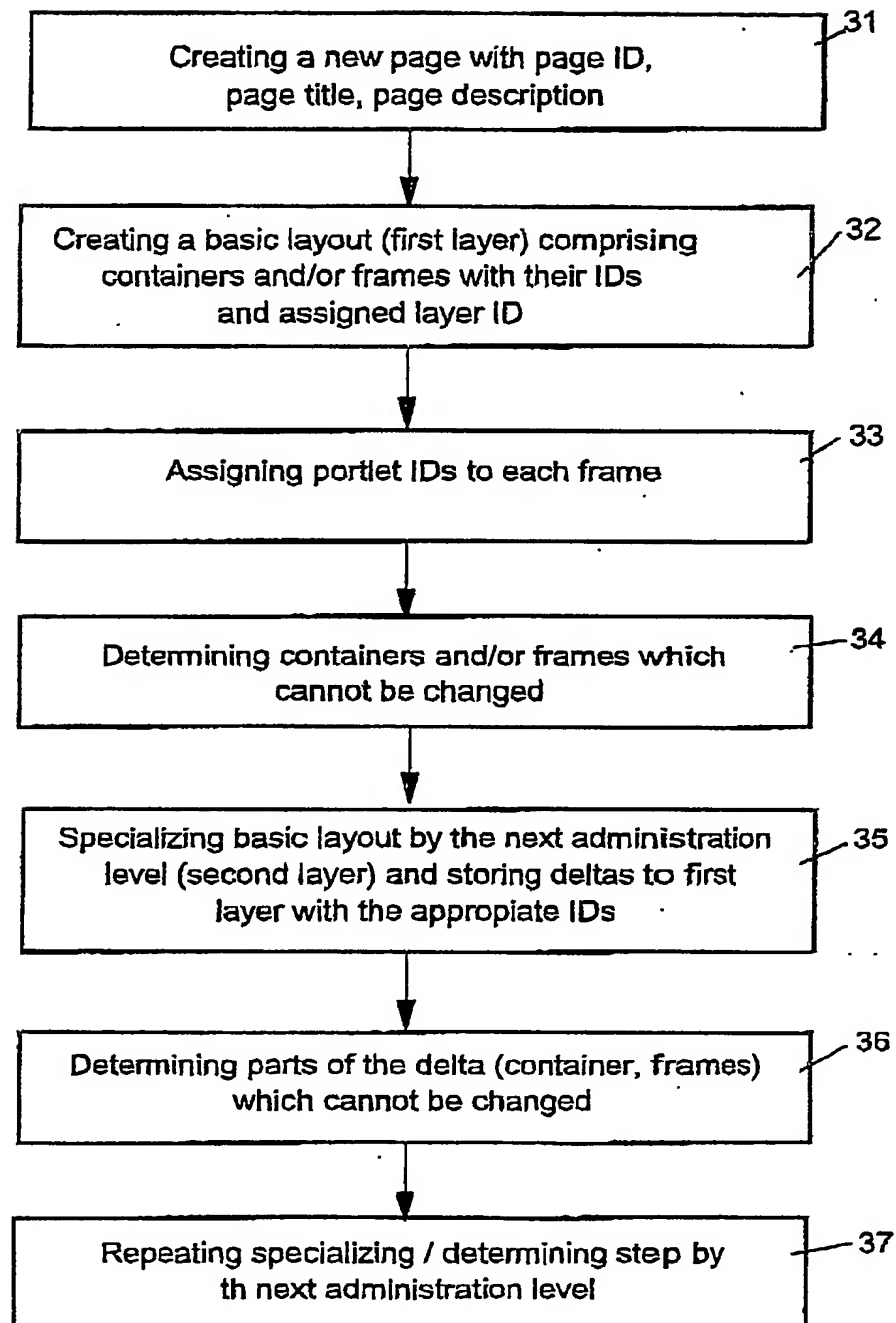 31
Creating a new page with page ID,
page title, page description
32
Creating a basic layout (first layer) comprising
containers and/or frames with their IDs
and assigned layer ID
33
Assigning portlet IDs to each frame
34
Determining containers and/or frames which
cannot be changed
35
Specializing basic layout by the next administration
level (second layer) and storing deltas to first
layer with the appropiate IDs
36
Determining parts of the delta (container, frames)
which cannot be changed
37
Repeating specializing / determining step by
th next administration level